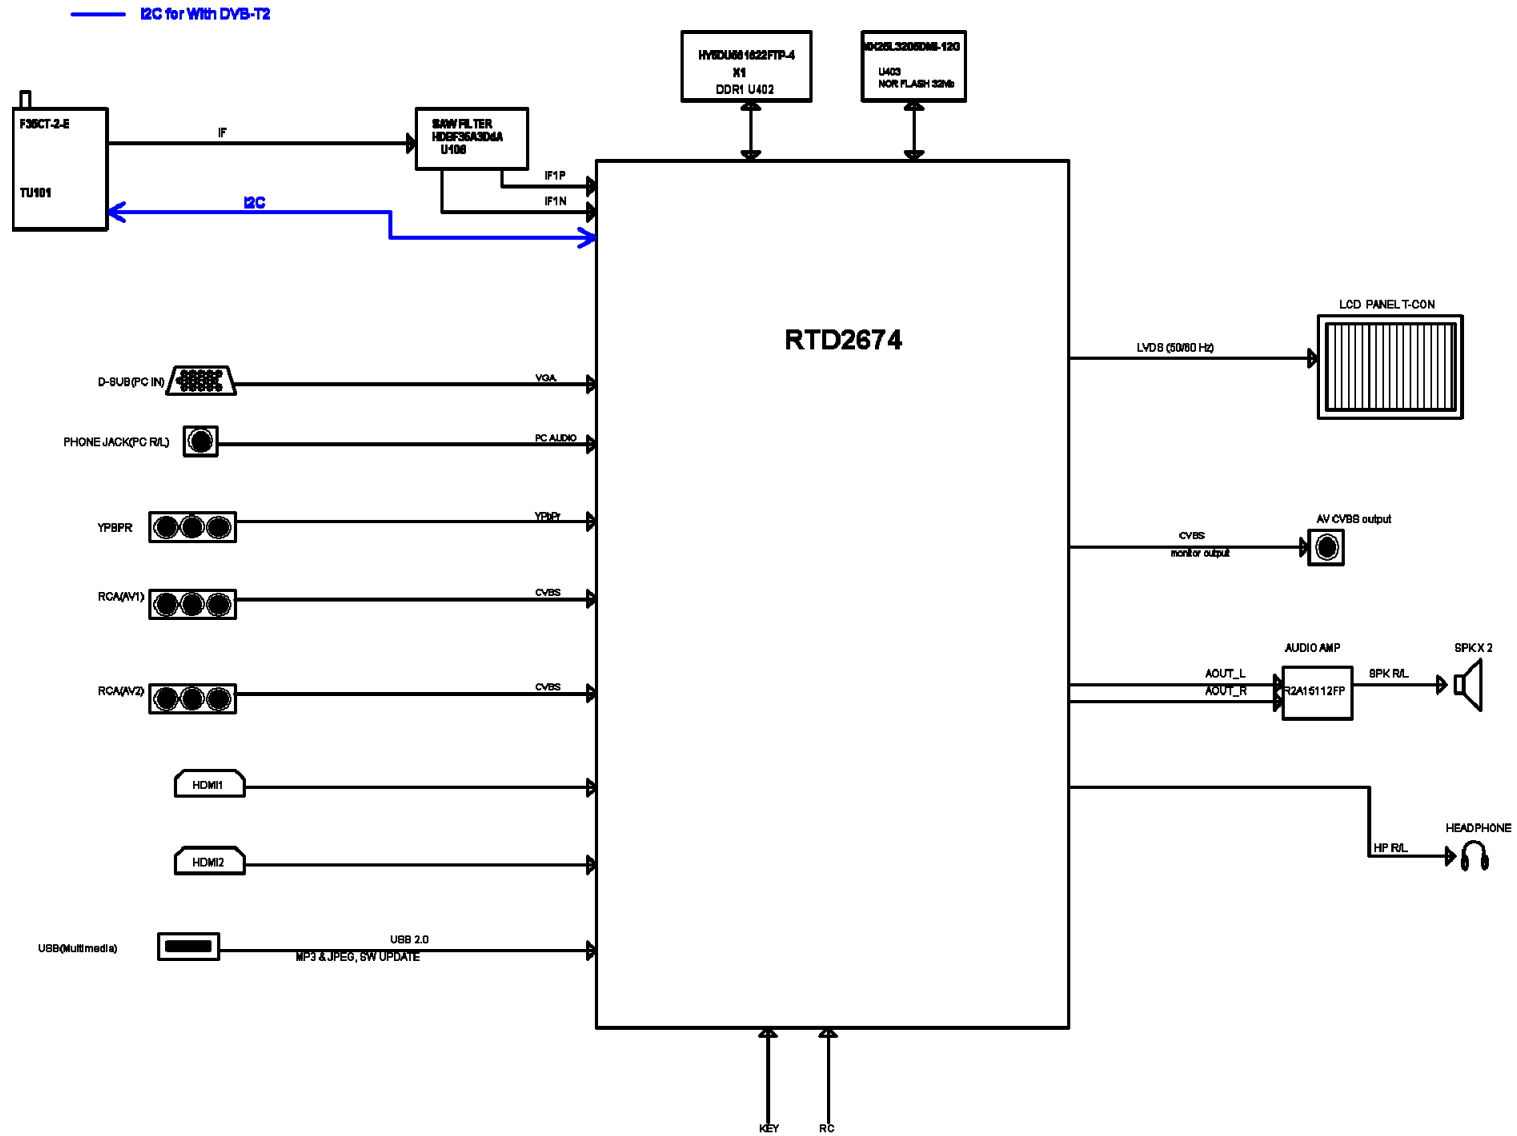 I2C for With DVB-T2
HY5DU561622FTP-4
X1
DDR1 U402
MX25L3205DMI-12G
U403
NOR FLASH 32Mb
F35CT-2-E
TU101
IF
SAW FILTER
U106
IF1P
IF1N
I2C
RTD2674
LCD PANEL T-CON
LVDS (50/60 Hz)
D-SUB(PC IN)
VGA
PHONE JACK(PC R/L)
PC AUDIO
YPBPR
YPbPr
AV CVBS output
CVBS
monitor output
RCA(AV1)
CVBS
RCA(AV2)
CVBS
AUDIO AMP
SPK X 2
AOUT_L
AOUT_R
R2A15112FP
SPK R/L
HDMI1
HDMI2
HEADPHONE
HP R/L
USB(Multimedia)
USB 2.0
MP3 & JPEG, SW UPDATE
KEY
RC